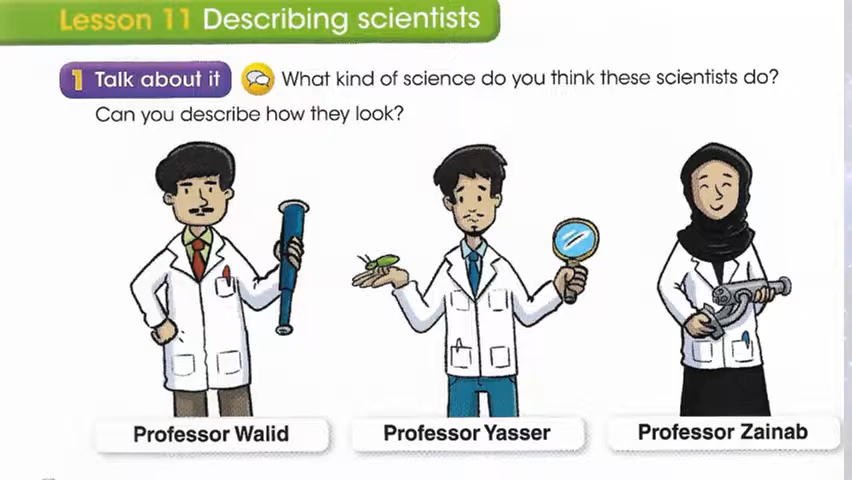 Lesson 11 Describing scientists
1 Talk about it What kind of science do you think these scientists do?
Can you describe how they look?
Professor Walid
Professor Yasser
Professor Zainab